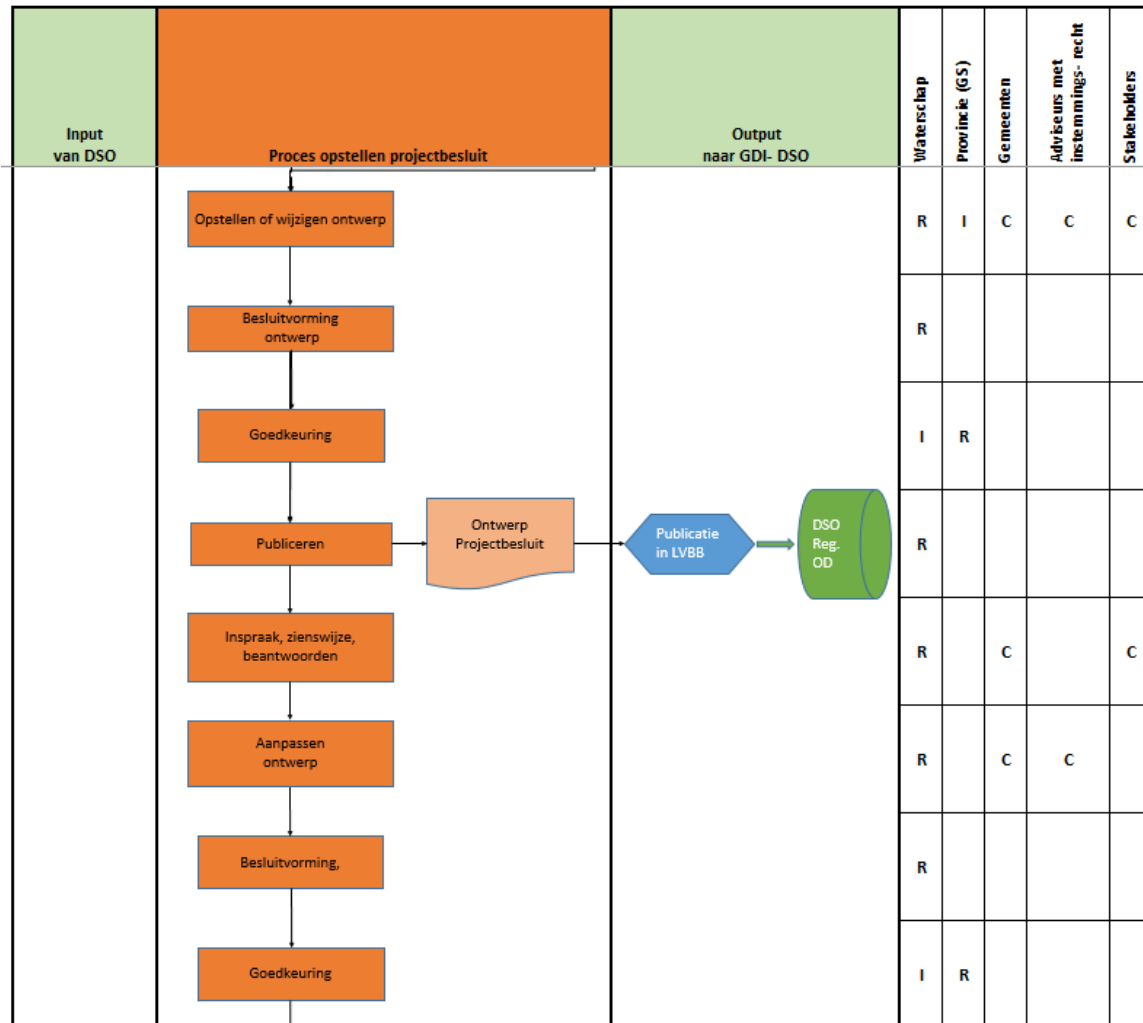 Input
van DSO
Proces opstellen projectbesluit
Output
naar GDI- DSO
Waterschap
Provincie (GS)
Gemeenten
Adviseurs met
instemmings- recht
Stakeholders
Opstellen of wijzigen ontwerp
R I C C C
Besluitvorming
ontwerp
R
Goedkeuring
I R
Publiceren
Ontwerp
Projectbesluit
Publicatie
in LVBB
DSO
Reg.
OD
R
Inspraak, zienswijze,
beantwoorden
R C C
Aanpassen
ontwerp
R C C
Besluitvorming,
R
Goedkeuring
I R